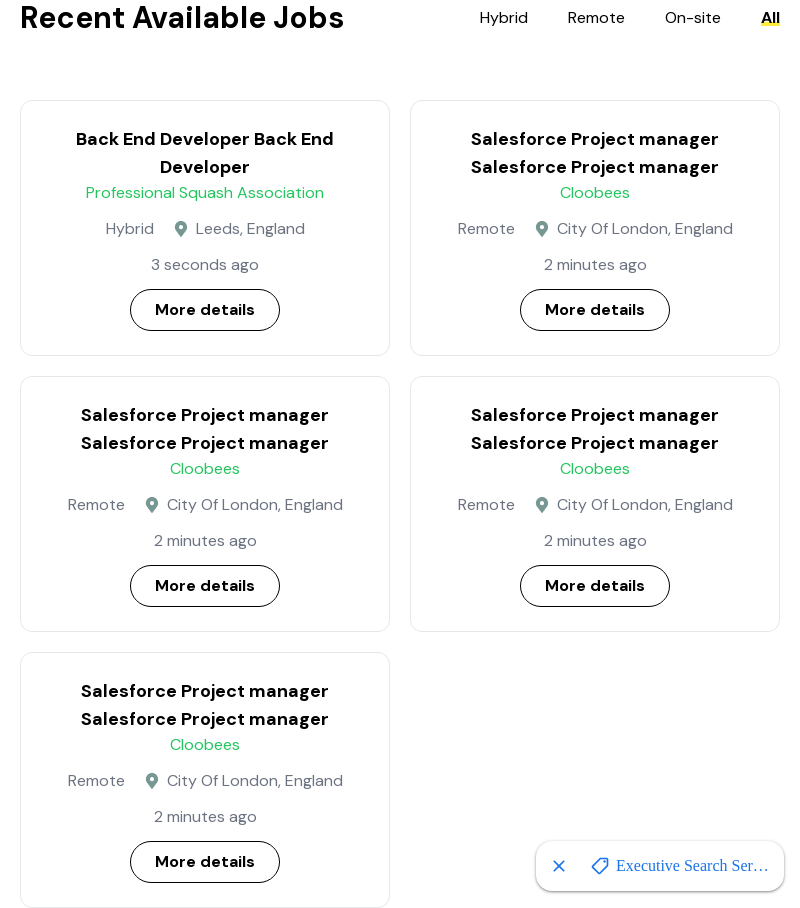 Recent Available Jobs
Hybrid Remote On-site All
Back End Developer Back End
Developer
Professional Squash Association
Hybrid Leeds, England
3 seconds ago
More details
Salesforce Project manager
Salesforce Project manager
Cloobees
Remote City Of London, England
2 minutes ago
More details
Salesforce Project manager
Salesforce Project manager
Cloobees
Remote City Of London, England
2 minutes ago
More details
Salesforce Project manager
Salesforce Project manager
Cloobees
Remote City Of London, England
2 minutes ago
More details
Salesforce Project manager
Salesforce Project manager
Cloobees
Remote City Of London, England
2 minutes ago
More details
Executive Search Ser…